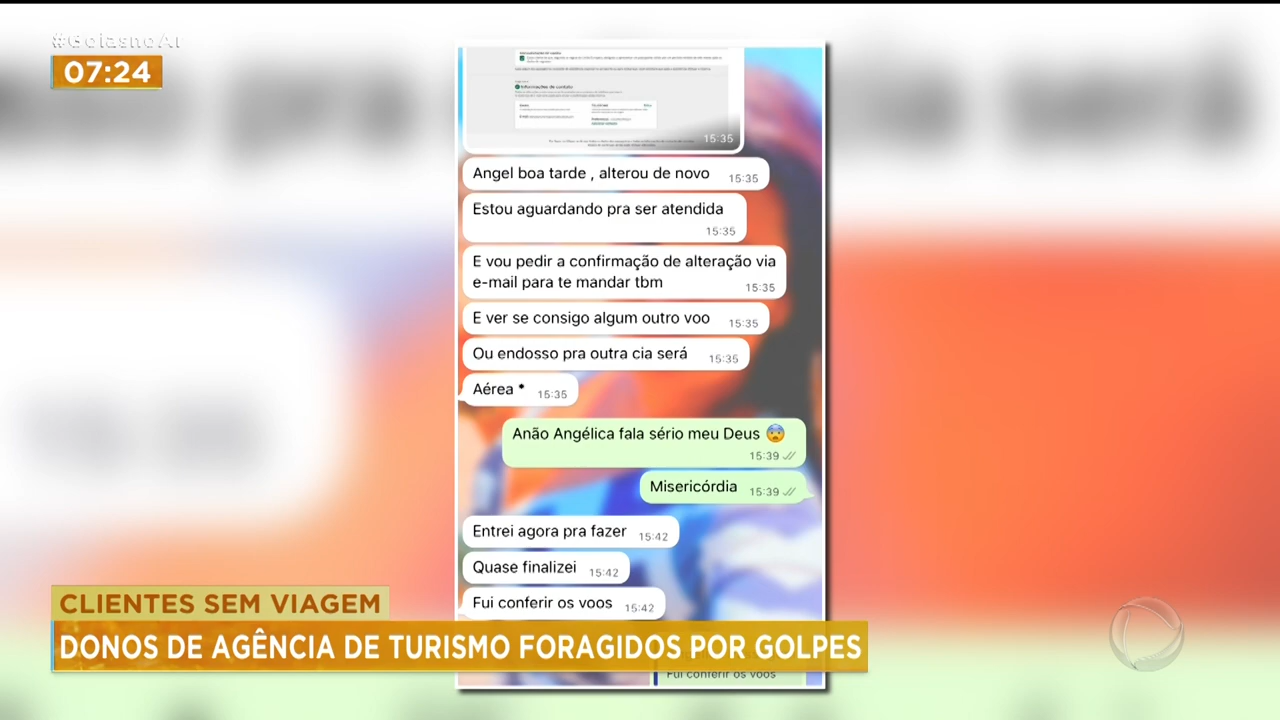 #GoiásnoAr
07:24
Informações de contato
15:35
Angel boa tarde , alterou de novo 15:35
Estou aguardando pra ser atendida
15:35
E vou pedir a confirmação de alteração via
e-mail para te mandar tbm 15:35
E ver se consigo algum outro voo 15:35
Ou endosso pra outra cia será 15:35
Aérea * 15:35
Anão Angélica fala sério meu Deus 😨
15:39
Misericórdia 15:39
Entrei agora pra fazer 15:42
Quase finalizei 15:42
Fui conferir os voos 15:42
CLIENTES SEM VIAGEM
DONOS DE AGÊNCIA DE TURISMO FORAGIDOS POR GOLPES
Fui conferir os voos